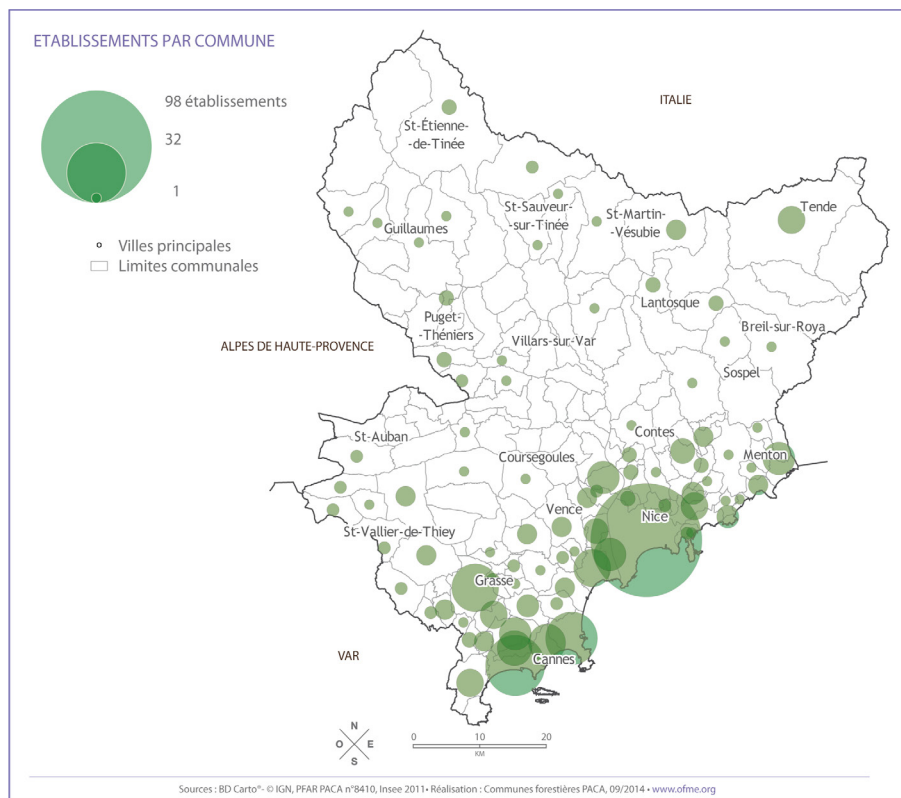 ETABLISSEMENTS PAR COMMUNE
98 établissements
32
1
Villes principales
Limites communales
ITALIE
St-Étienne-
-de-Tinée
St-Sauveur-
-sur-Tinée
St-Martin-
-Vésubie
Tende
Guillaumes
Lantosque
Puget-
-Théniers
Villars-sur-Var
Breil-sur-Roya
ALPES DE HAUTE-PROVENCE
Sospel
St-Auban
Contes
Coursegoules
Menton
Vence
Nice
St-Vallier-de-Thiey
Grasse
VAR
Cannes
N
O E
S
0 10 20
KM
Sources : BD Carto®- © IGN, PFAR PACA n°8410, Insee 2011• Réalisation : Communes forestières PACA, 09/2014 • www.ofme.org